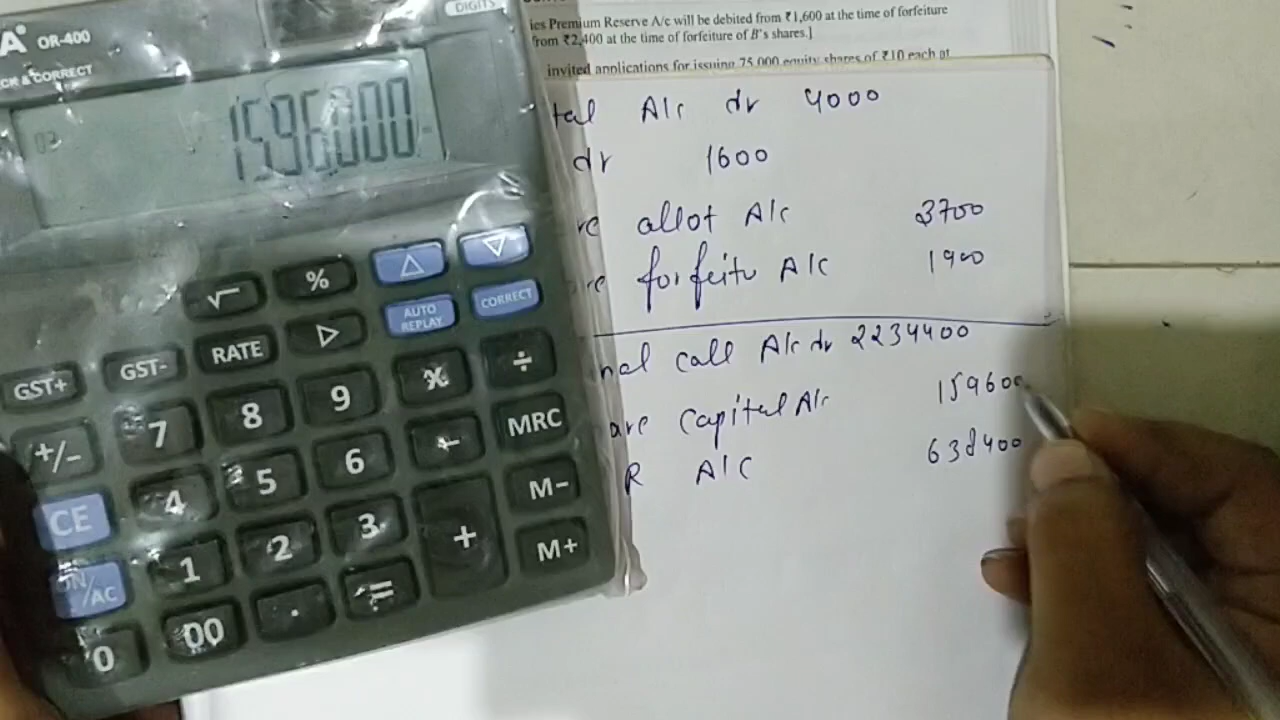 DIGITS
A OR-400
CK & CORRECT
1596000
ies Premium Reserve A/c will be debited from ₹1,600 at the time of forfeiture
from ₹2,400 at the time of forfeiture of B's shares.]
invited applications for issuing 75,000 equity shares of ₹10 each at
tal A/c dr 4000
dr 1600
re allot A/c 3700
re forfeitu A/c 1900
nal call A/c dr 2234400
are capital A/c 159600
R A/c 638400
√ % △ ▽
GST+ GST- RATE ▷ AUTO REPLAY CORRECT
+/- 7 8 9 × ÷
CE 4 5 6 - MRC
ON/AC 1 2 3 + M-
0 00 . = M+